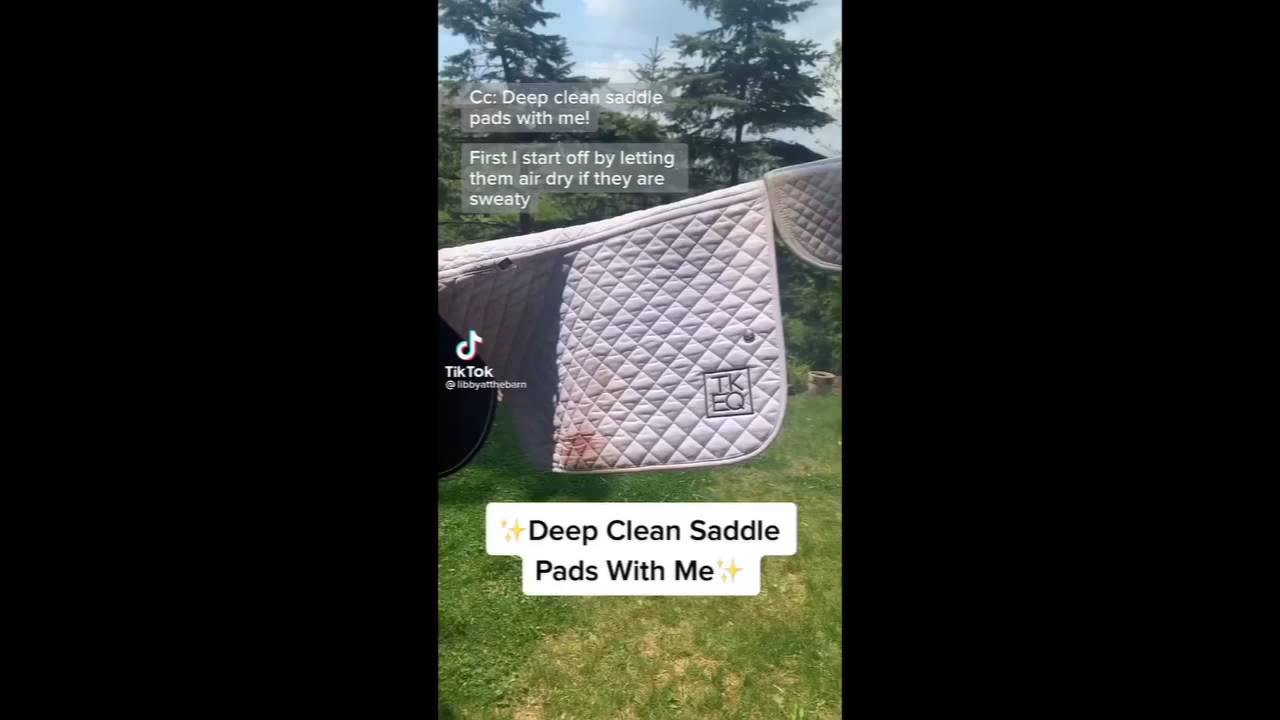 Cc: Deep clean saddle
pads with me!
First I start off by letting
them air dry if they are
sweaty
TikTok
@libbyatthebarn
TK
EQ
✨Deep Clean Saddle
Pads With Me✨